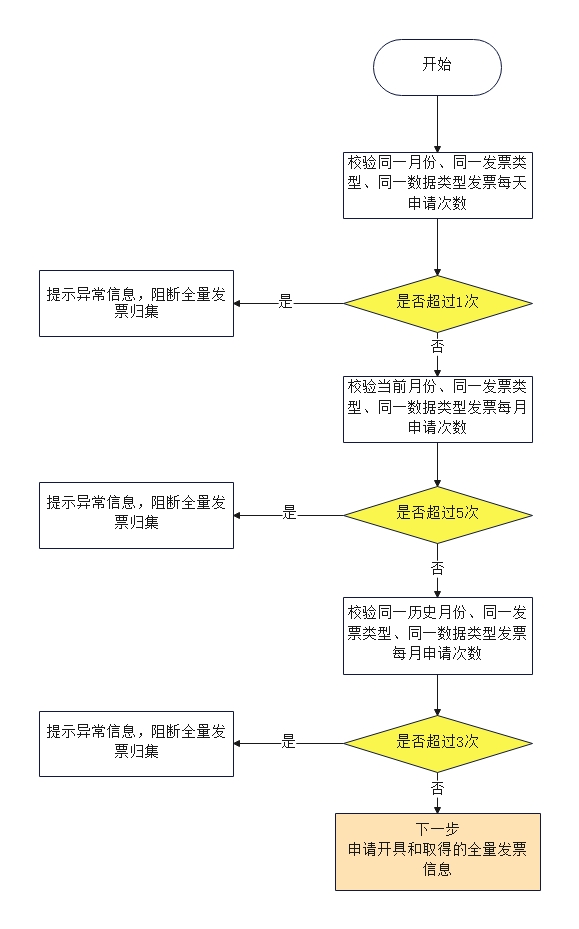 开始
校验同一月份、同一发票类
型、同一数据类型发票每天
申请次数
是否超过1次
是
提示异常信息，阻断全量发
票归集
否
校验当前月份、同一发票类
型、同一数据类型发票每月
申请次数
是否超过5次
是
提示异常信息，阻断全量发
票归集
否
校验同一历史月份、同一发
票类型、同一数据类型发票
每月申请次数
是否超过3次
是
提示异常信息，阻断全量发
票归集
否
下一步
申请开具和取得的全量发票
信息